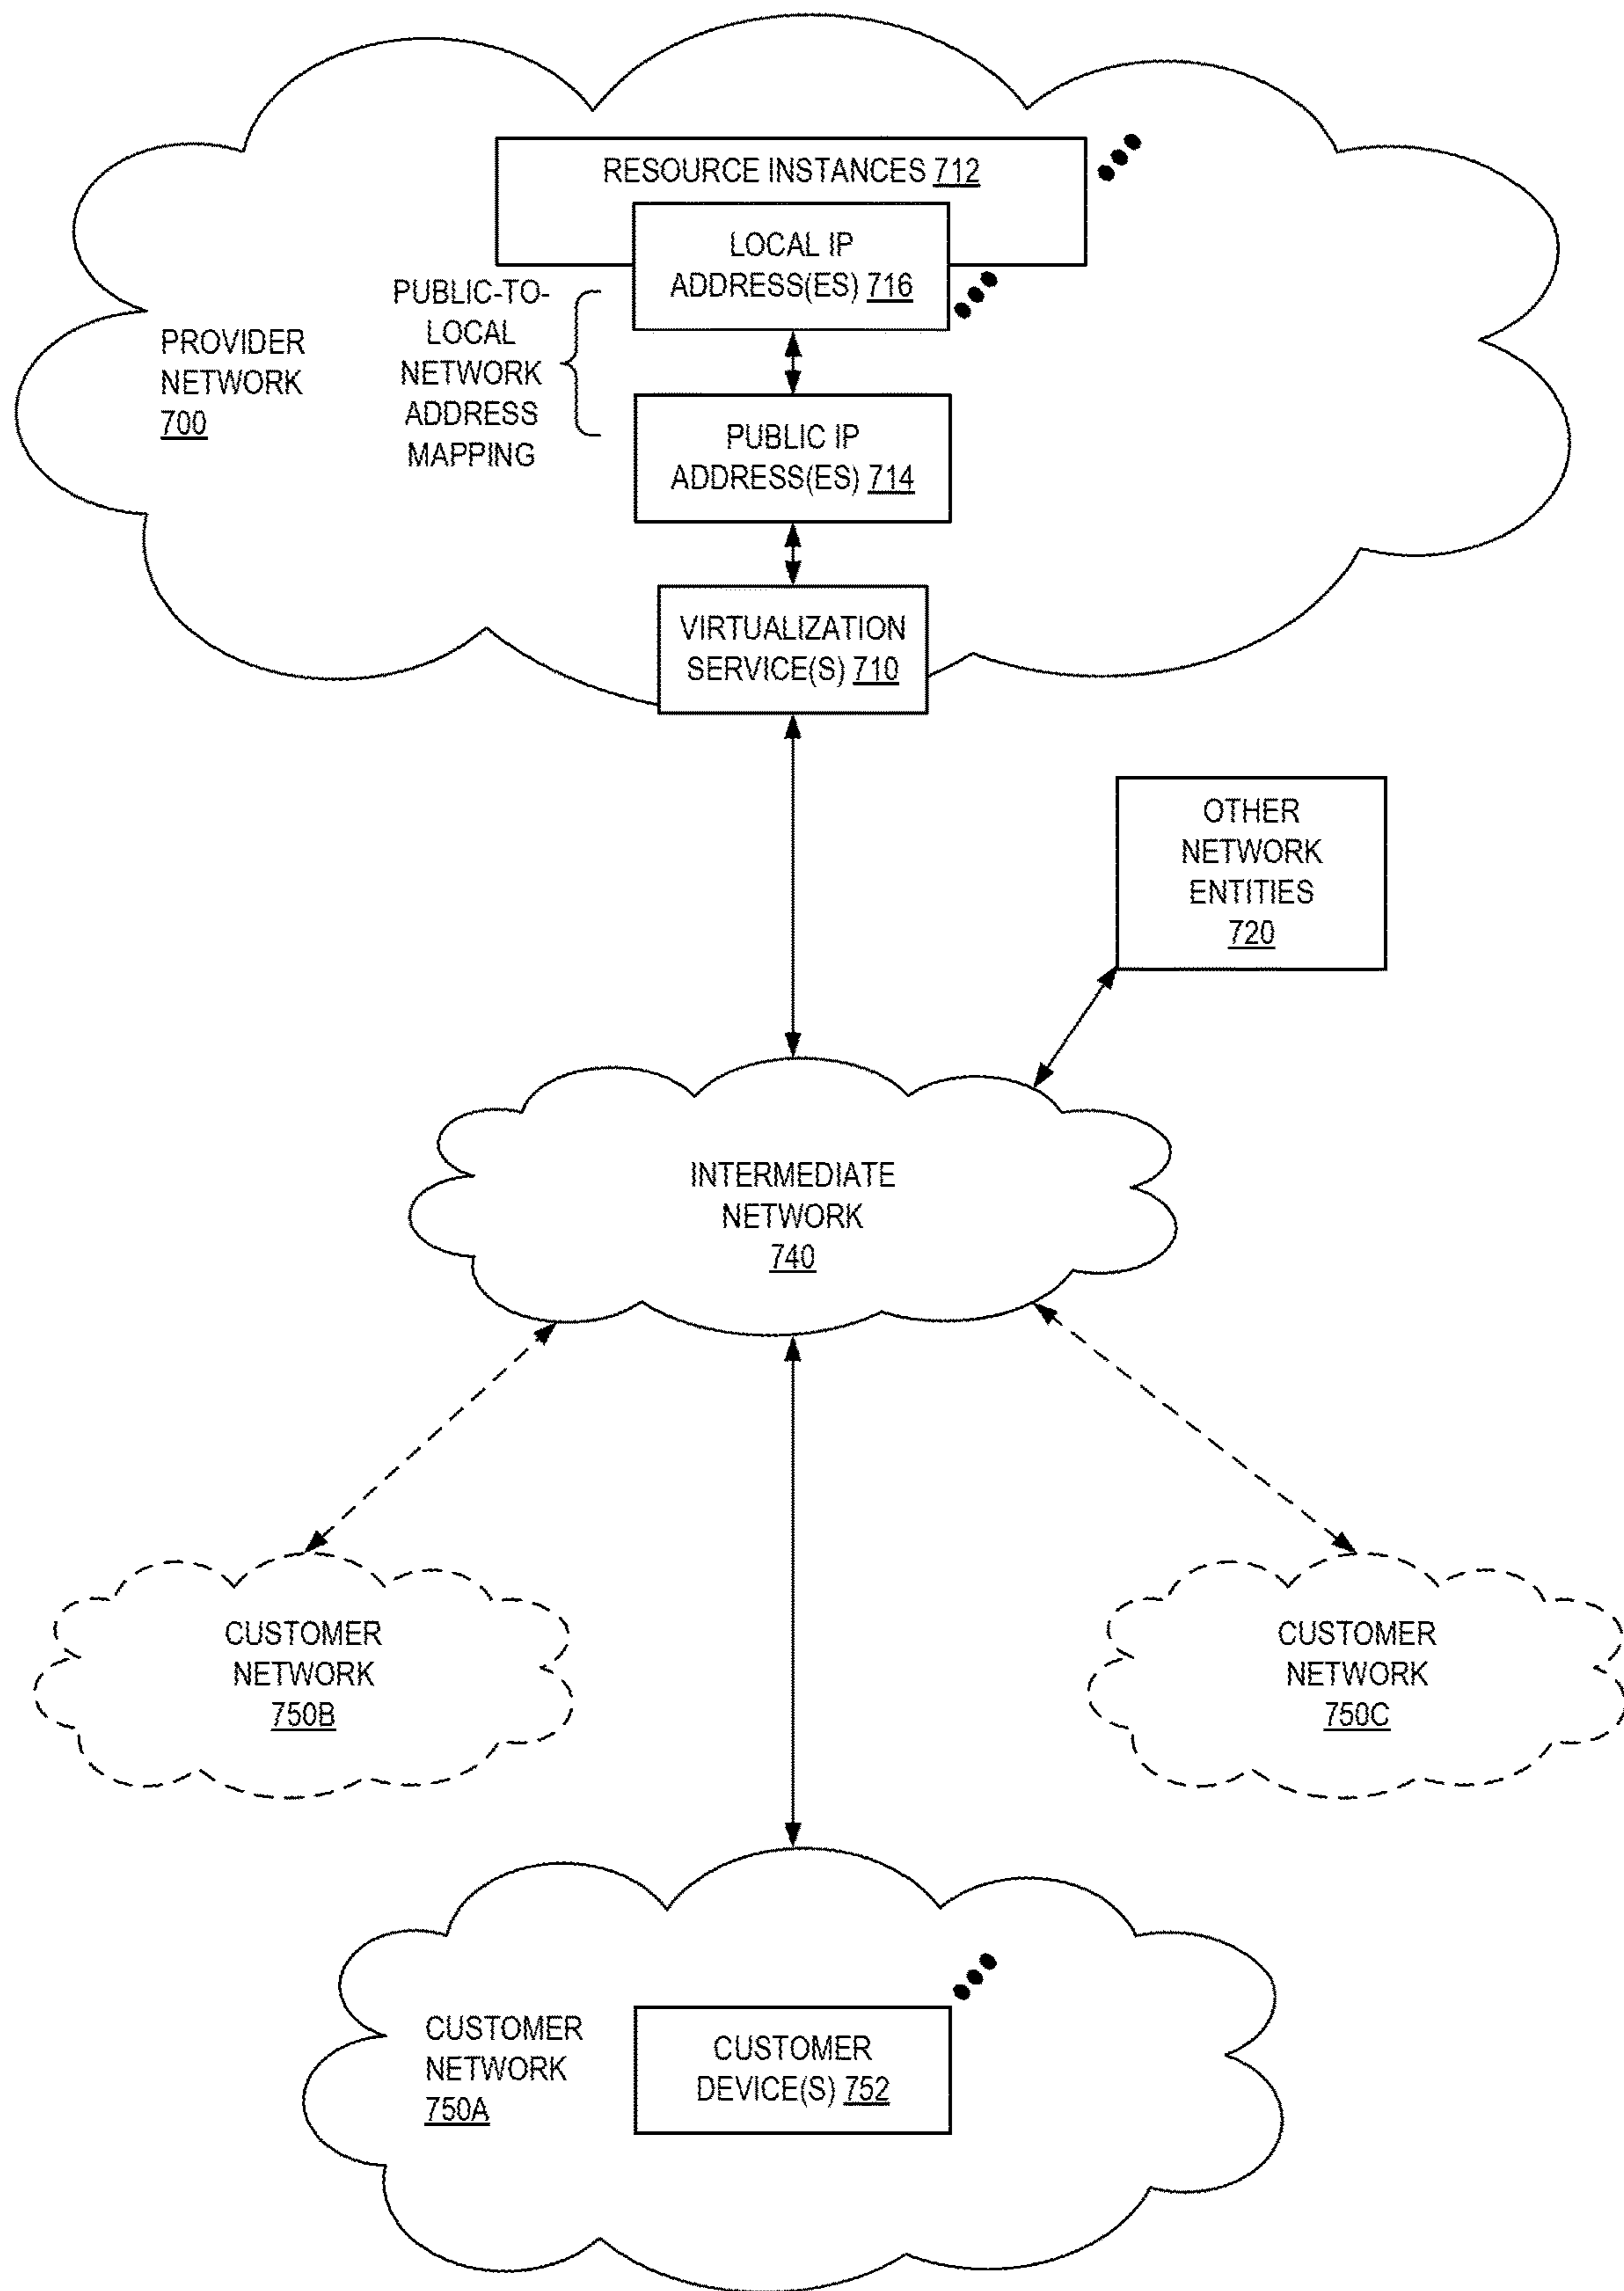 RESOURCE INSTANCES 712
LOCAL IP
ADDRESS(ES) 716
PUBLIC-TO-
LOCAL
NETWORK
ADDRESS
MAPPING
PROVIDER
NETWORK
700
PUBLIC IP
ADDRESS(ES) 714
VIRTUALIZATION
SERVICE(S) 710
OTHER
NETWORK
ENTITIES
720
INTERMEDIATE
NETWORK
740
CUSTOMER
NETWORK
750B
CUSTOMER
NETWORK
750C
CUSTOMER
NETWORK
750A
CUSTOMER
DEVICE(S) 752